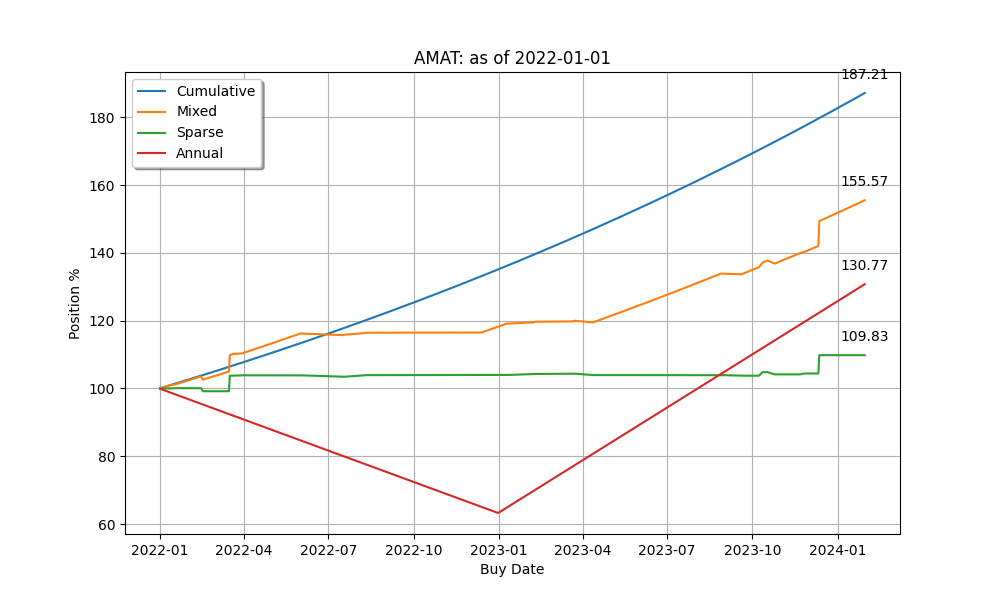 AMAT: as of 2022-01-01
187.21
Cumulative
Mixed
Sparse
Annual
155.57
130.77
109.83
180
160
140
120
100
80
60
Position %
2022-01 2022-04 2022-07 2022-10 2023-01 2023-04 2023-07 2023-10 2024-01
Buy Date